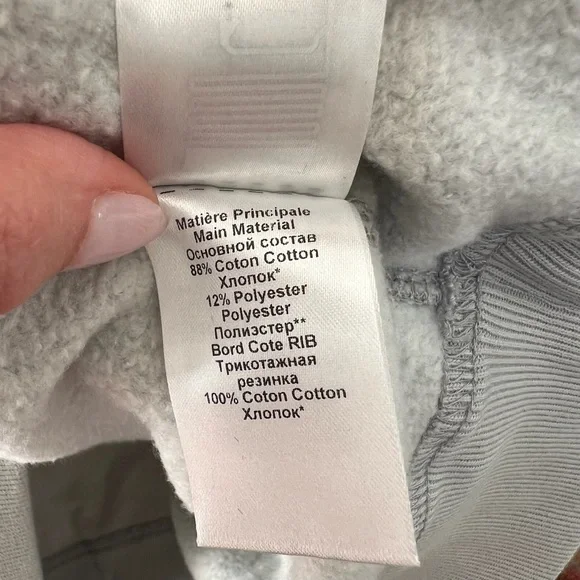 Matière Principale
Main Material
Основной состав
88% Coton Cotton
Хлопок*
12% Polyester
Polyester
Полиэстер**
Bord Cote RIB
Трикотажная
резинка
100% Coton Cotton
Хлопок*